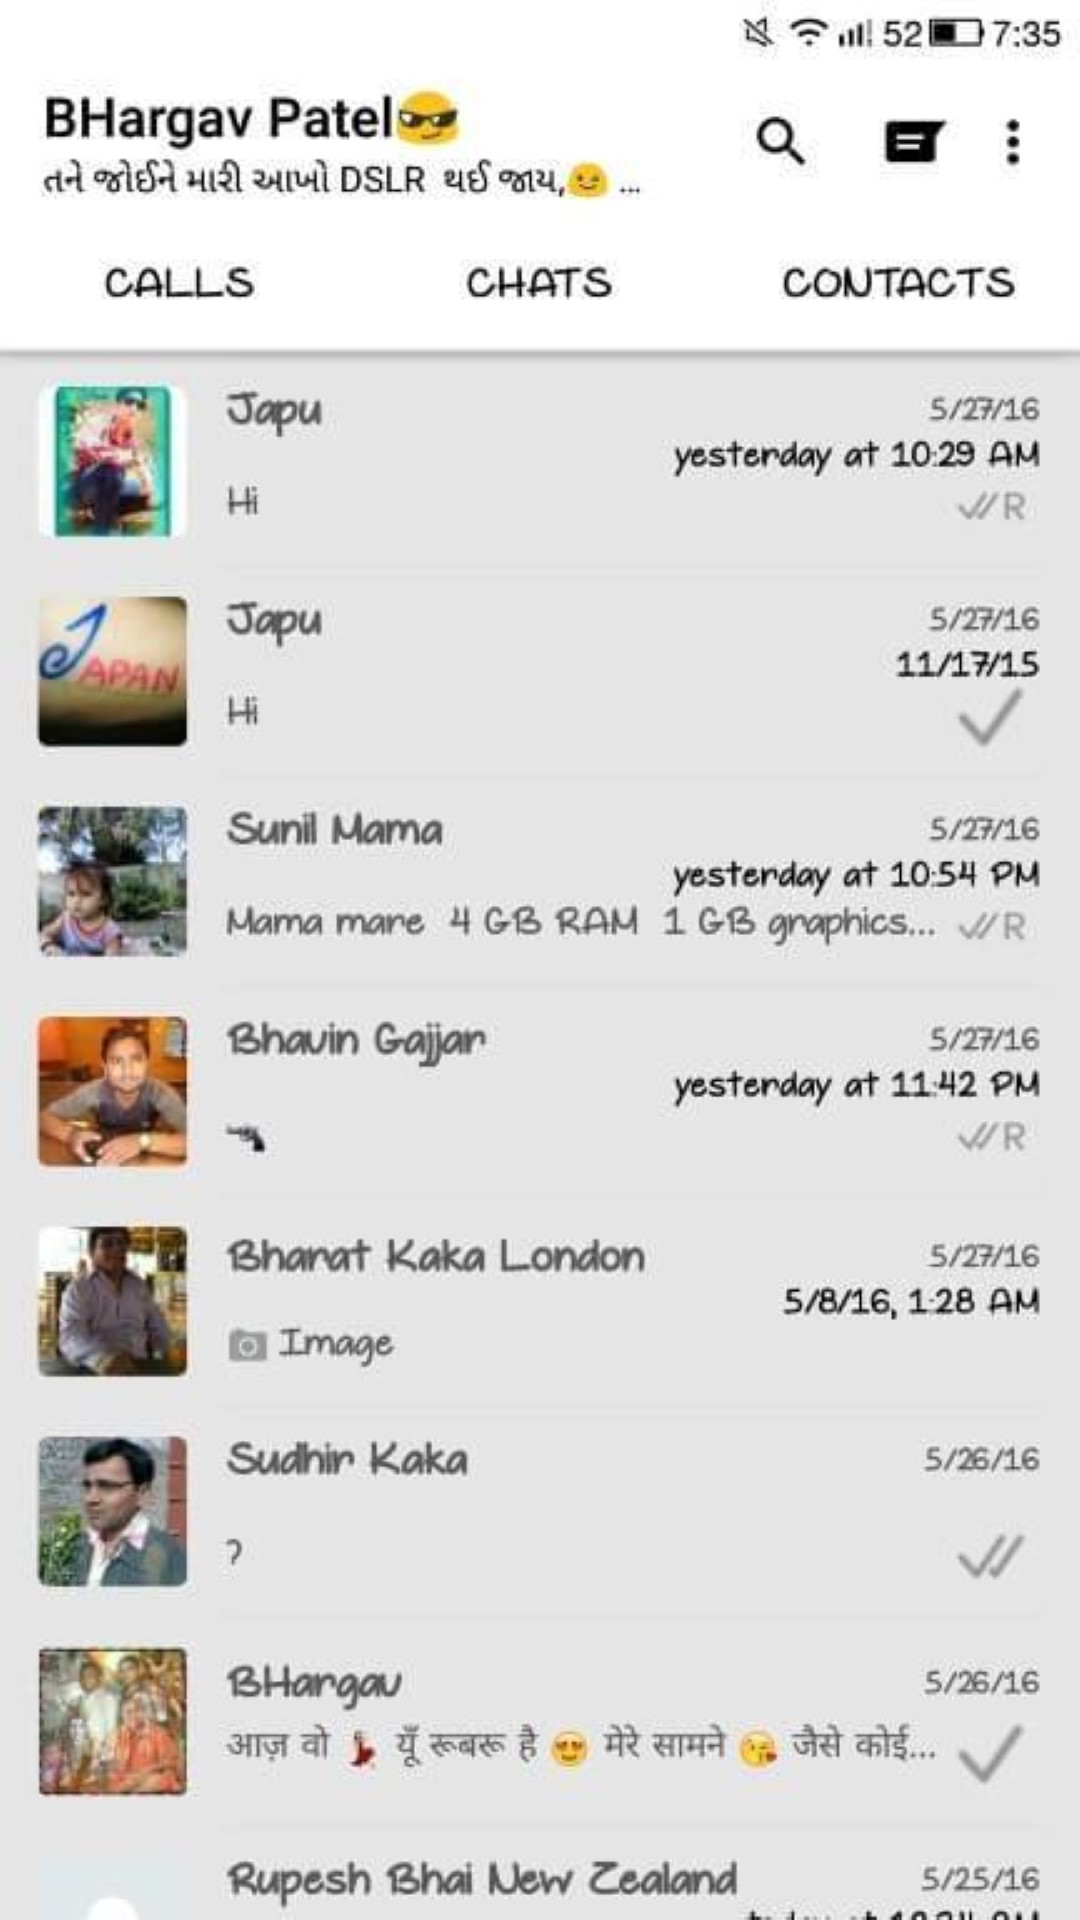 52 7:35
BHargav Patel😎
તને જોઈને મારી આખો DSLR થઈ જાય,😉 ...
CALLS CHATS CONTACTS
Japu 5/27/16
yesterday at 10:29 AM
Hi R
JAPAN
Japu 5/27/16
11/17/15
Hi
Sunil Mama 5/27/16
yesterday at 10:54 PM
Mama mare 4 GB RAM 1 GB graphics... R
Bhavin Gajjar 5/27/16
yesterday at 11:42 PM
R
Bharat Kaka London 5/27/16
5/8/16, 1:28 AM
Image
Sudhir Kaka 5/26/16
?
BHargav 5/26/16
आज़ वो 💃 यूँ रूबरू है 😍 मेरे सामने 😘 जैसे कोई...
Rupesh Bhai New Zealand 5/25/16